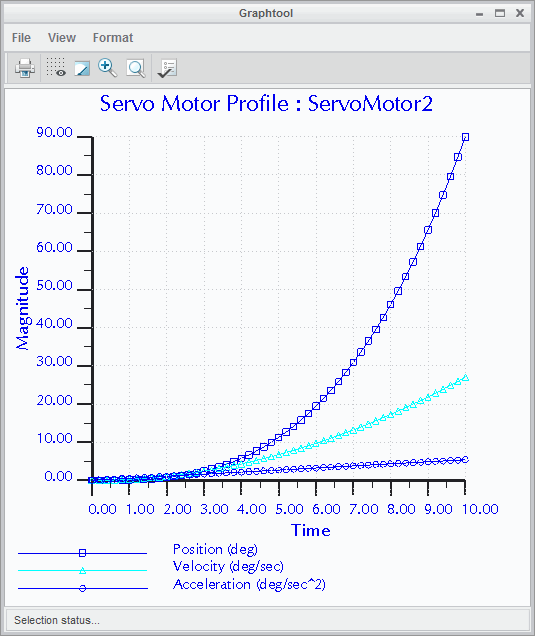 Graphtool
File View Format
Servo Motor Profile : ServoMotor2
90.00
80.00
70.00
60.00
50.00
40.00
30.00
20.00
10.00
0.00
Magnitude
0.00 1.00 2.00 3.00 4.00 5.00 6.00 7.00 8.00 9.00 10.00
Time
Position (deg)
Velocity (deg/sec)
Acceleration (deg/sec^2)
Selection status...